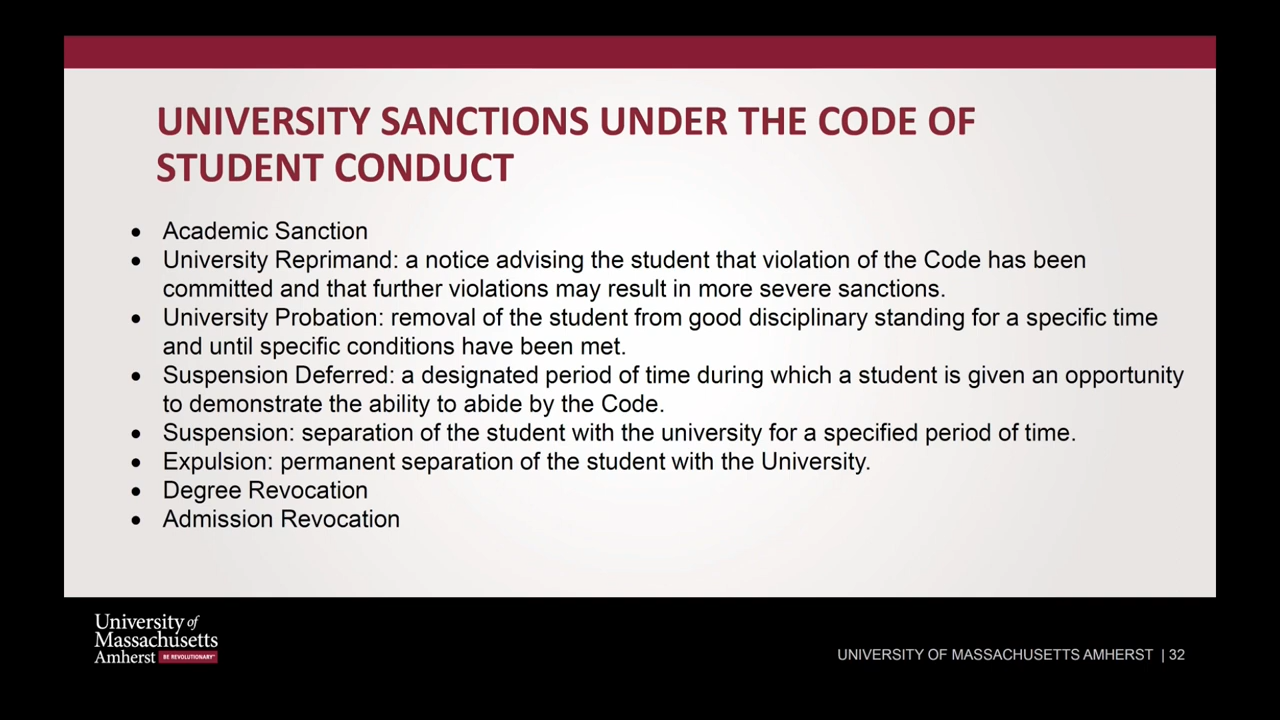 UNIVERSITY SANCTIONS UNDER THE CODE OF
STUDENT CONDUCT
• Academic Sanction
• University Reprimand: a notice advising the student that violation of the Code has been
committed and that further violations may result in more severe sanctions.
• University Probation: removal of the student from good disciplinary standing for a specific time
and until specific conditions have been met.
• Suspension Deferred: a designated period of time during which a student is given an opportunity
to demonstrate the ability to abide by the Code.
• Suspension: separation of the student with the university for a specified period of time.
• Expulsion: permanent separation of the student with the University.
• Degree Revocation
• Admission Revocation
University of
Massachusetts
Amherst BE REVOLUTIONARY™
UNIVERSITY OF MASSACHUSETTS AMHERST | 32